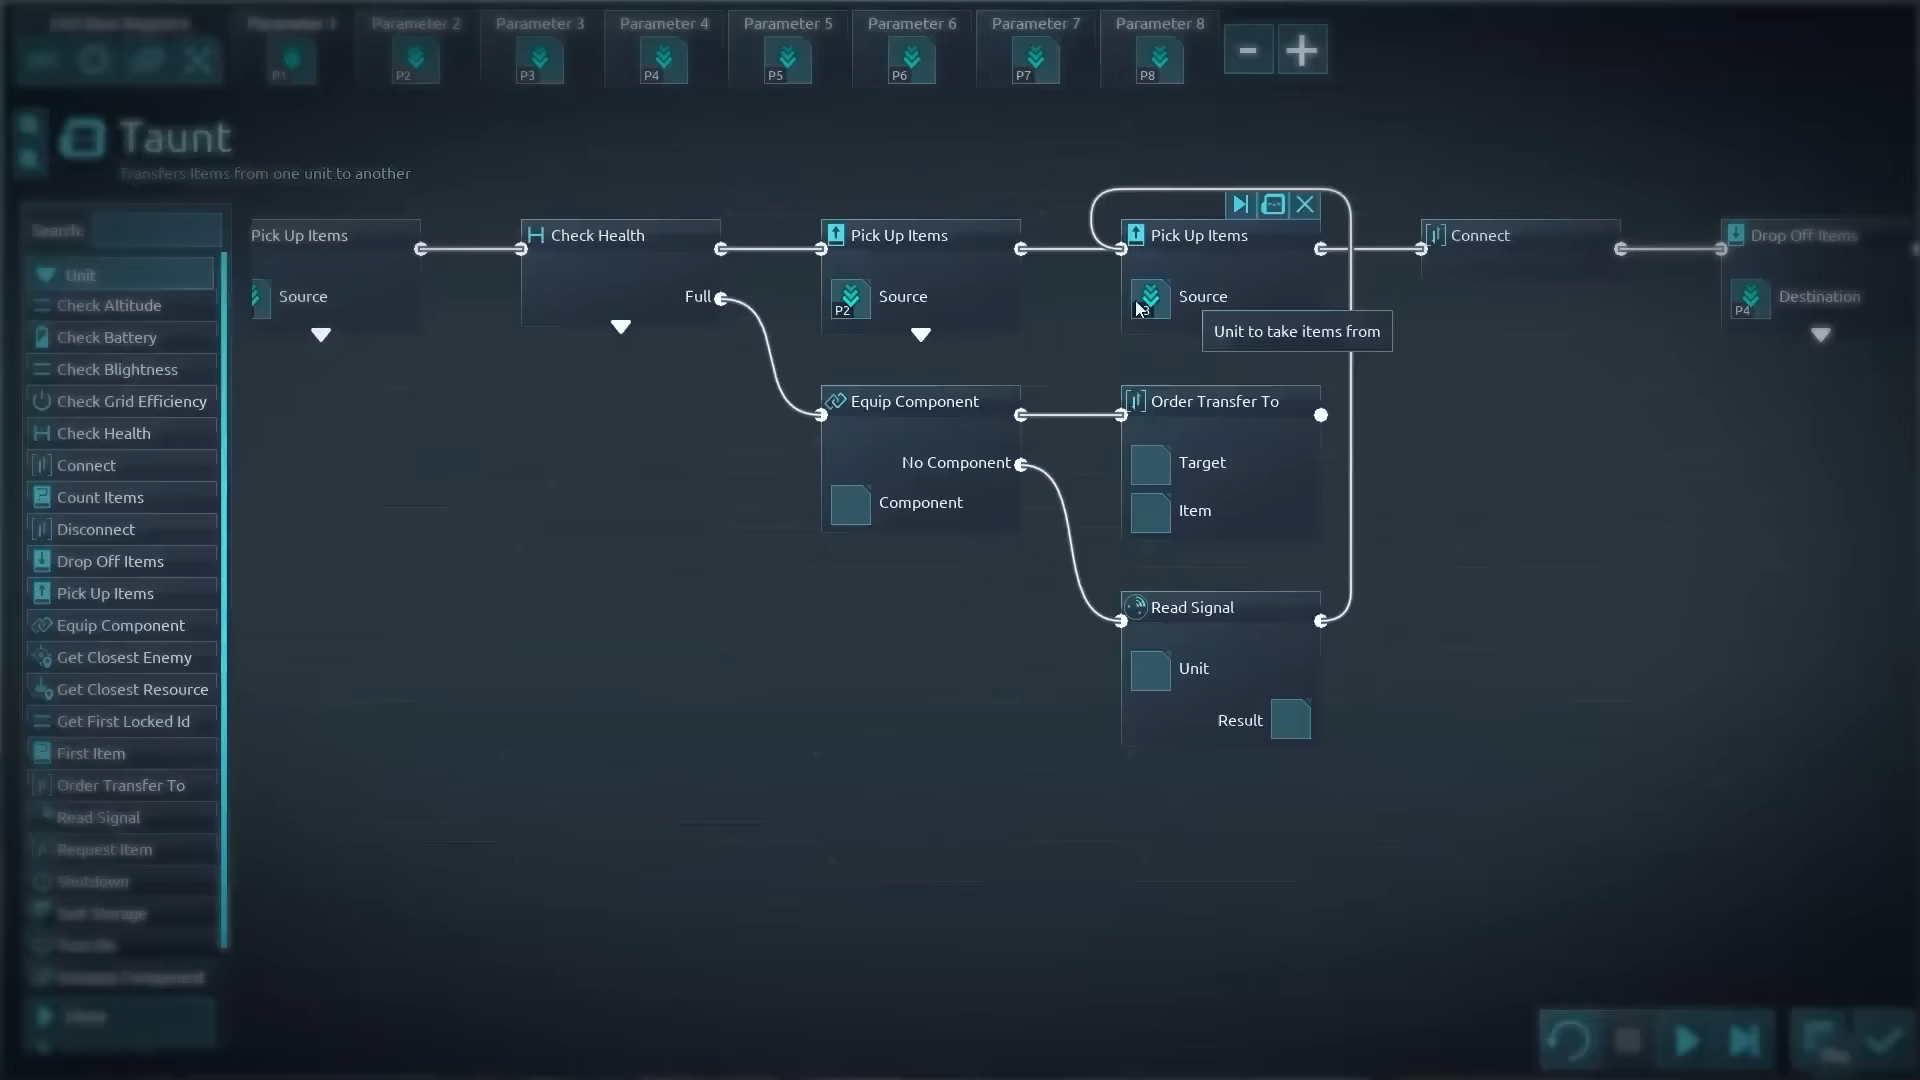 Parameter 1
Parameter 2
Parameter 3
Parameter 4
Parameter 5
Parameter 6
Parameter 7
Parameter 8
P1
P2
P3
P4
P5
P6
P7
P8
- +
Taunt
Transfers Items from one unit to another
Search:
Unit
Check Altitude
Check Battery
Check Blightness
Check Grid Efficiency
Check Health
Connect
Count Items
Disconnect
Drop Off Items
Pick Up Items
Equip Component
Get Closest Enemy
Get Closest Resource
Get First Locked Id
First Item
Order Transfer To
Read Signal
Request Item
Shutdown
Sort Storage
Pick Up Items
Source
Check Health
Full
Pick Up Items
P2
Source
Pick Up Items
Source
Unit to take items from
Connect
Drop Off Items
P4
Destination
Equip Component
No Component
Component
Order Transfer To
Target
Item
Read Signal
Unit
Result